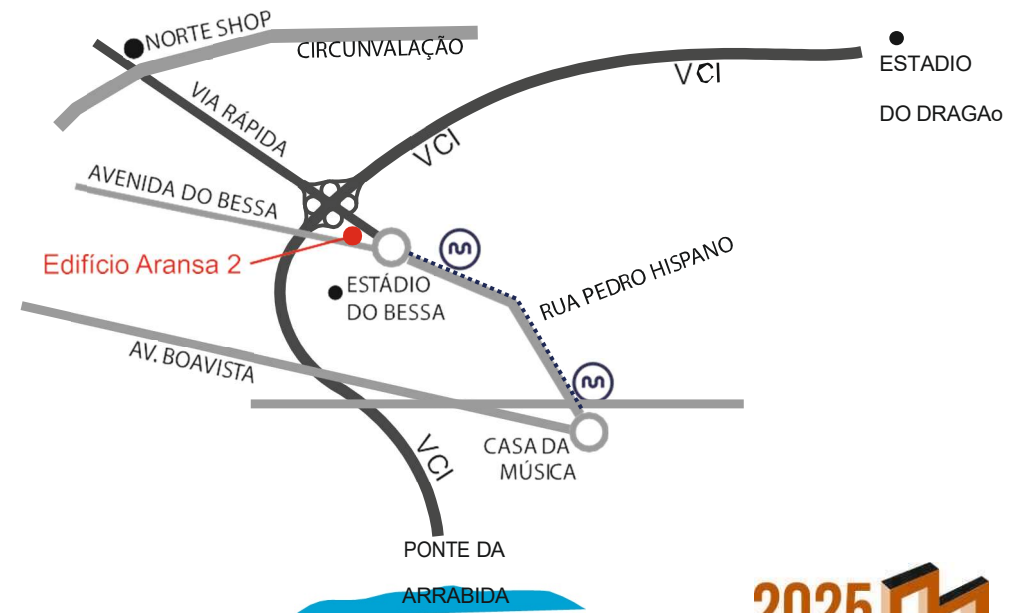 NORTE SHOP
CIRCUNVALAÇÃO
VCI
ESTADIO
DO DRAGAo
VIA RÁPIDA
VCI
AVENIDA DO BESSA
Edifício Aransa 2
ESTÁDIO
DO BESSA
RUA PEDRO HISPANO
AV. BOAVISTA
VCI
CASA DA
MÚSICA
PONTE DA
ARRABIDA
2025